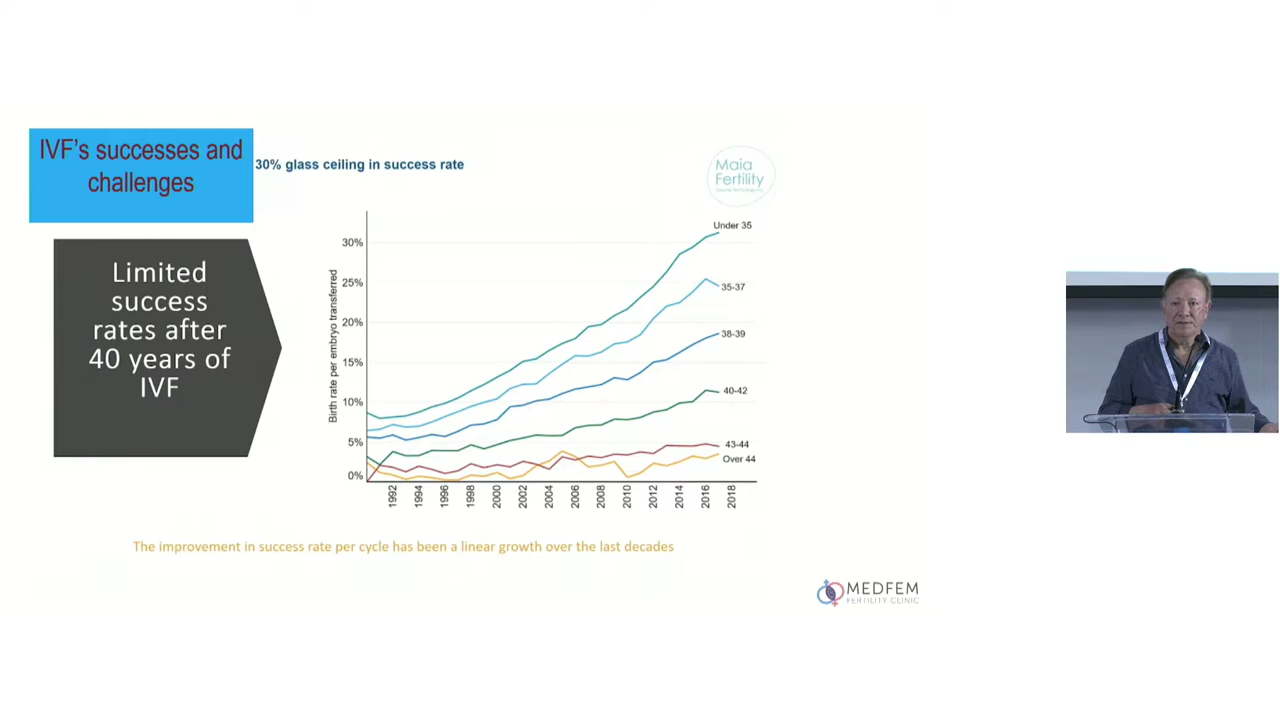 IVF's successes and
challenges
30% glass ceiling in success rate
Maia
Fertility
Limited
success
rates after
40 years of
IVF
Birth rate per embryo transferred
30%
25%
20%
15%
10%
5%
0%
Under 35
35-37
38-39
40-42
43-44
Over 44
1992
1994
1996
1998
2000
2002
2004
2006
2008
2010
2012
2014
2016
2018
The improvement in success rate per cycle has been a linear growth over the last decades
MEDFEM
FERTILITY CLINIC